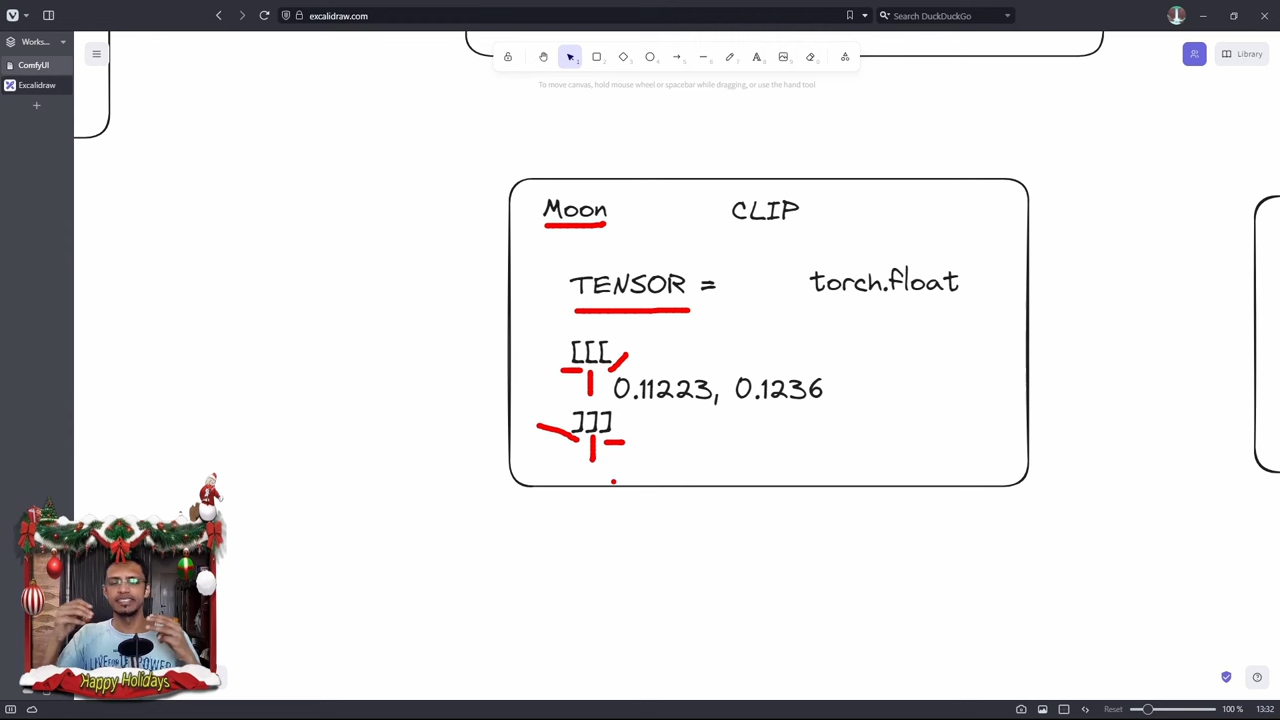 excalidraw.com
Search DuckDuckGo
Works...
ComfyUI
Excalidraw
Library
To move canvas, hold mouse wheel or spacebar while dragging, or use the hand tool
Moon
CLIP
TENSOR =
torch.float
[[[
0.11223, 0.1236
]]]
Happy Holidays
Reset
100 %
13:32